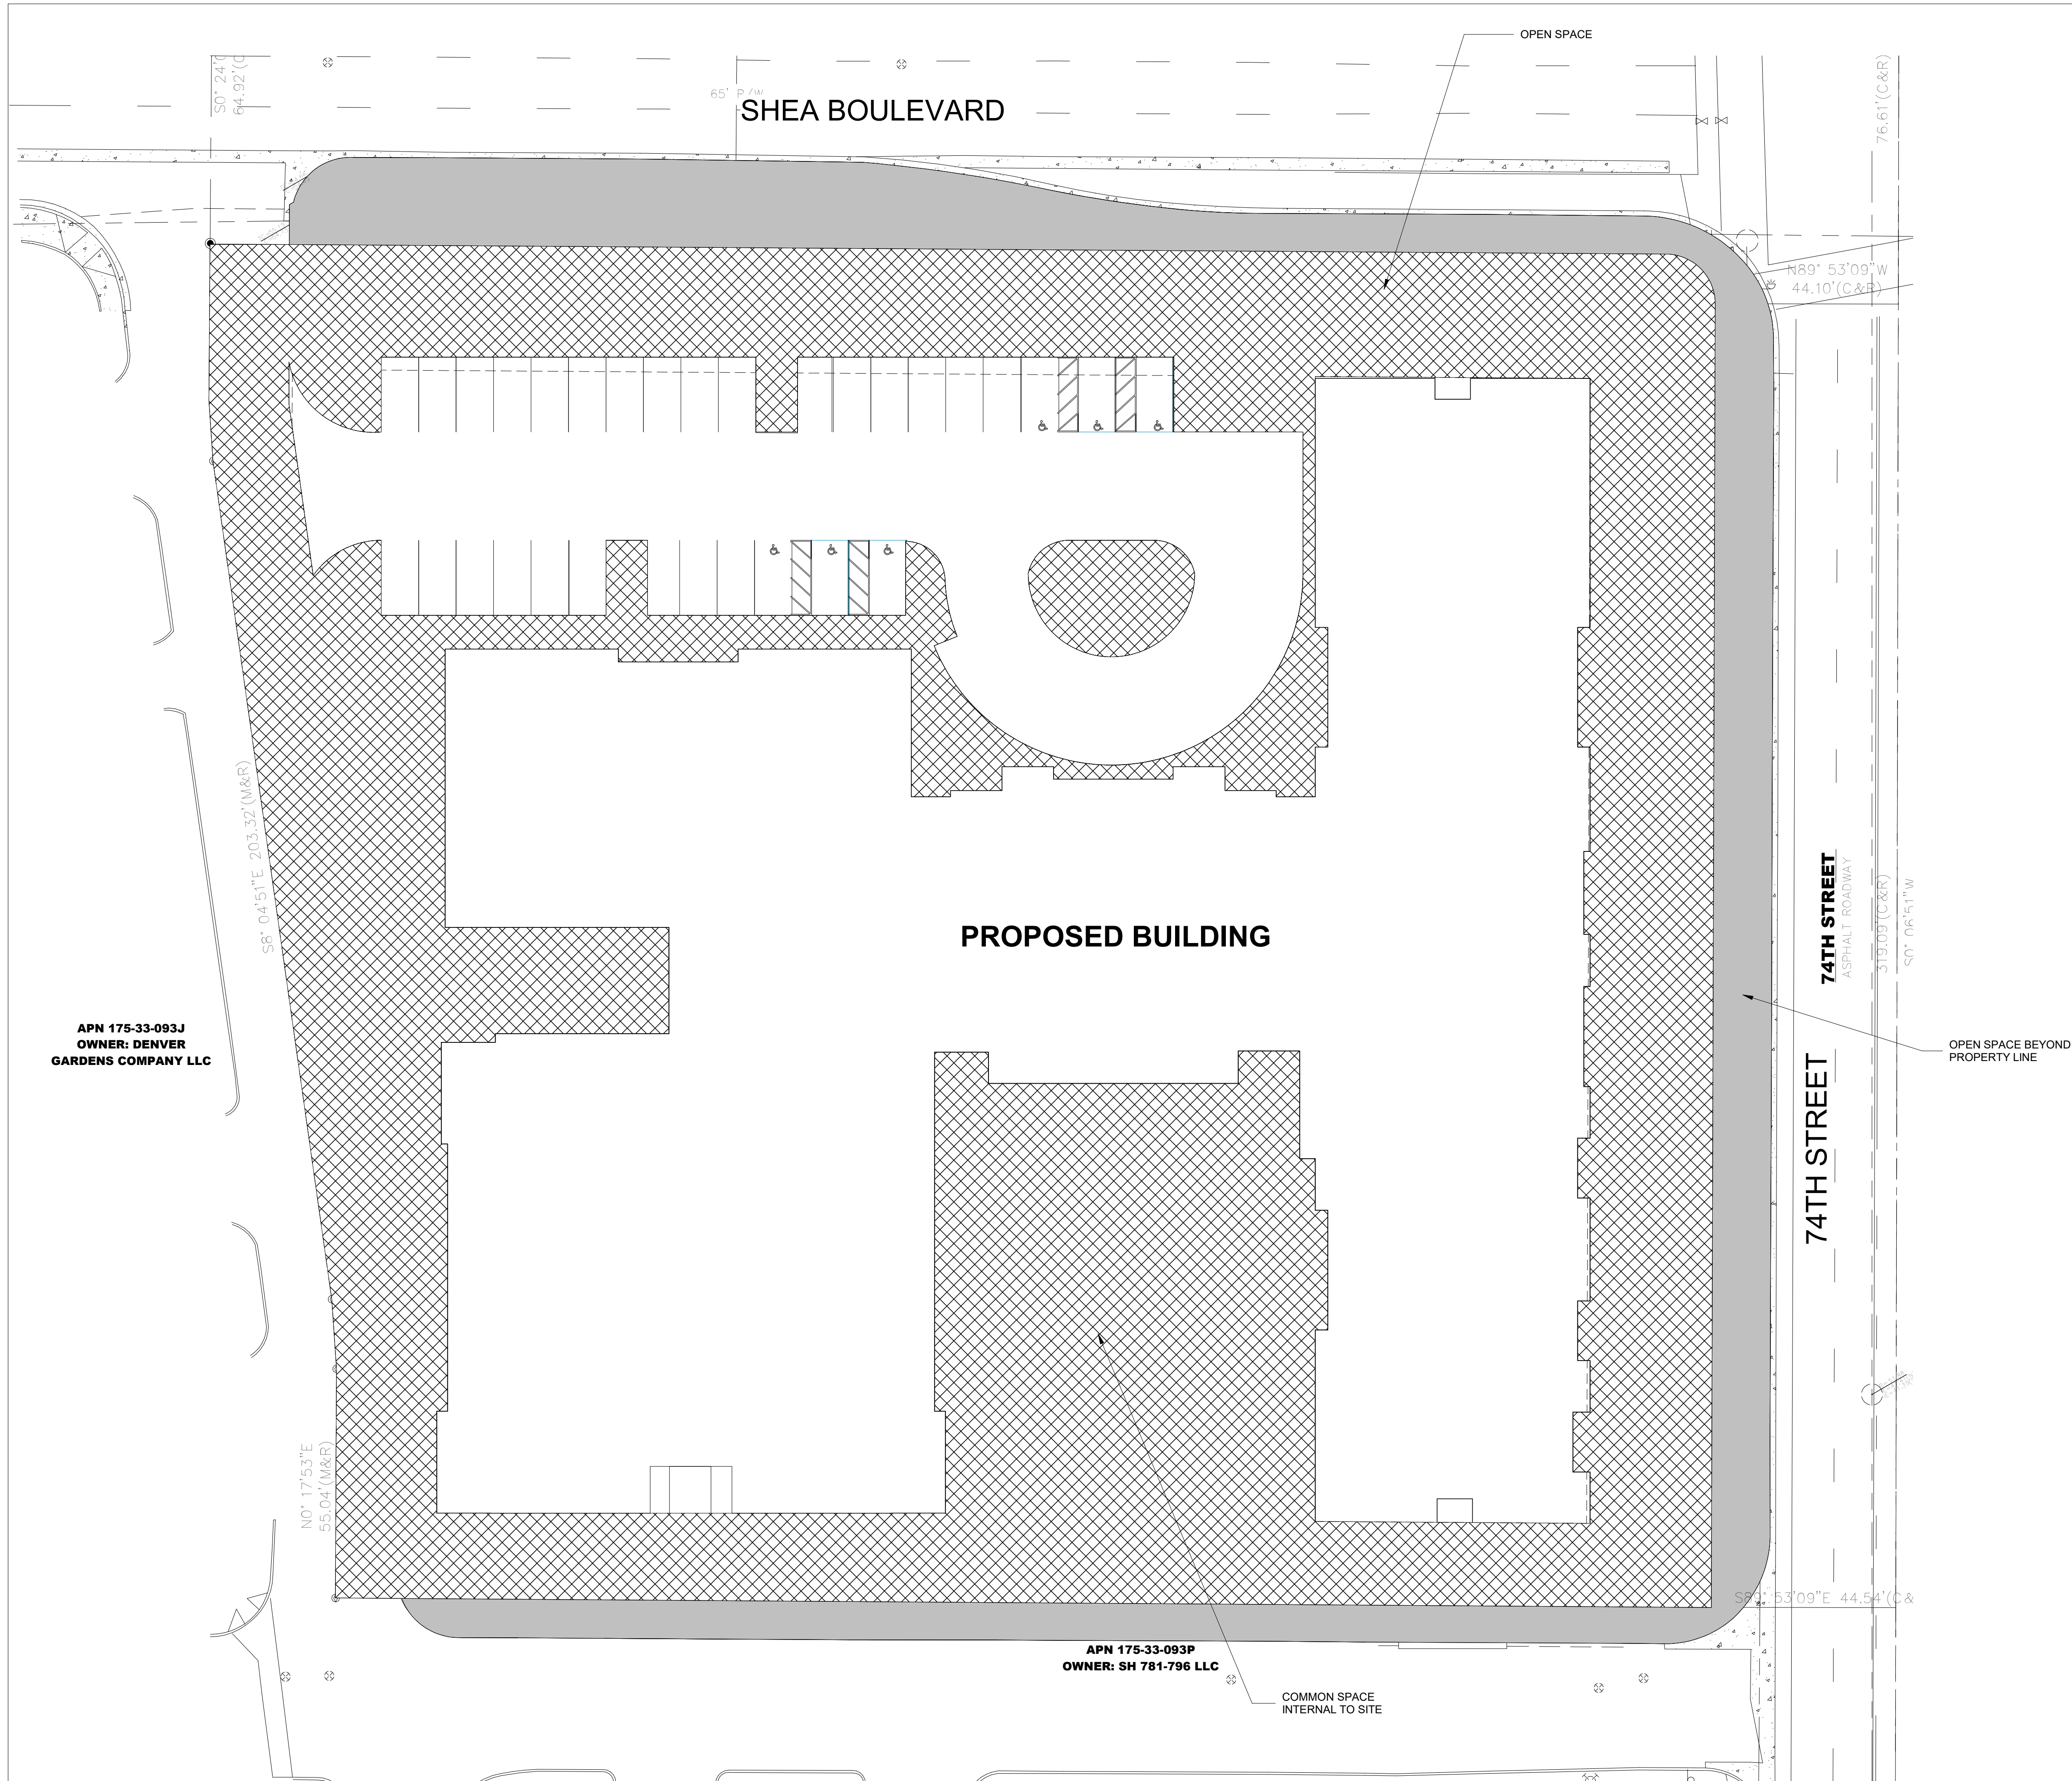 OPEN SPACE
S0° 24'
64.92'(C
76.61'(C&R)
65' R/W
SHEA BOULEVARD
N89° 53'09"W
44.10'(C&R)
S8° 04'51"E 203.32'(M&R)
74TH STREET
ASPHALT ROADWAY
319.09'(C&R)
S0° 06'51"W
PROPOSED BUILDING
APN 175-33-093J
OWNER: DENVER
GARDENS COMPANY LLC
OPEN SPACE BEYOND
PROPERTY LINE
74TH STREET
N0° 17'53"E
55.04'(M&R)
S89° 53'09"E 44.54'(C&
APN 175-33-093P
OWNER: SH 781-796 LLC
COMMON SPACE
INTERNAL TO SITE